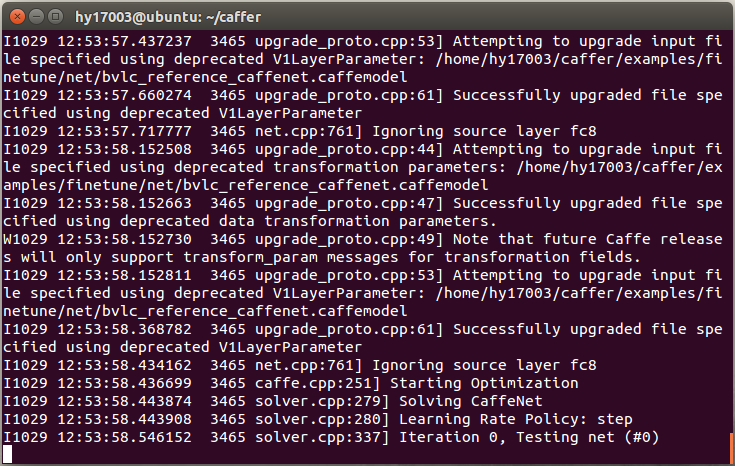 hy17003@ubuntu: ~/caffer
I1029 12:53:57.437237  3465 upgrade_proto.cpp:53] Attempting to upgrade input fi
le specified using deprecated V1LayerParameter: /home/hy17003/caffer/examples/fi
netune/net/bvlc_reference_caffenet.caffemodel
I1029 12:53:57.660274  3465 upgrade_proto.cpp:61] Successfully upgraded file spe
cified using deprecated V1LayerParameter
I1029 12:53:57.717777  3465 net.cpp:761] Ignoring source layer fc8
I1029 12:53:58.152508  3465 upgrade_proto.cpp:44] Attempting to upgrade input fi
le specified using deprecated transformation parameters: /home/hy17003/caffer/ex
amples/finetune/net/bvlc_reference_caffenet.caffemodel
I1029 12:53:58.152663  3465 upgrade_proto.cpp:47] Successfully upgraded file spe
cified using deprecated data transformation parameters.
W1029 12:53:58.152730  3465 upgrade_proto.cpp:49] Note that future Caffe release
s will only support transform_param messages for transformation fields.
I1029 12:53:58.152811  3465 upgrade_proto.cpp:53] Attempting to upgrade input fi
le specified using deprecated V1LayerParameter: /home/hy17003/caffer/examples/fi
netune/net/bvlc_reference_caffenet.caffemodel
I1029 12:53:58.368782  3465 upgrade_proto.cpp:61] Successfully upgraded file spe
cified using deprecated V1LayerParameter
I1029 12:53:58.434162  3465 net.cpp:761] Ignoring source layer fc8
I1029 12:53:58.436699  3465 caffe.cpp:251] Starting Optimization
I1029 12:53:58.443874  3465 solver.cpp:279] Solving CaffeNet
I1029 12:53:58.443908  3465 solver.cpp:280] Learning Rate Policy: step
I1029 12:53:58.546152  3465 solver.cpp:337] Iteration 0, Testing net (#0)